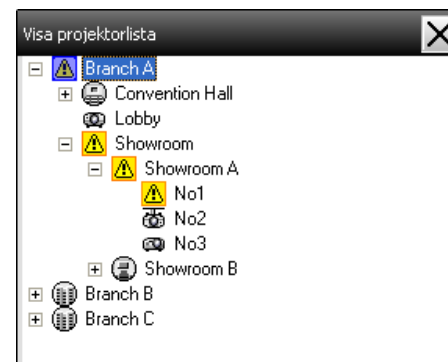 Visa projektorlista
Branch A
Convention Hall
Lobby
Showroom
Showroom A
No1
No2
No3
Showroom B
Branch B
Branch C